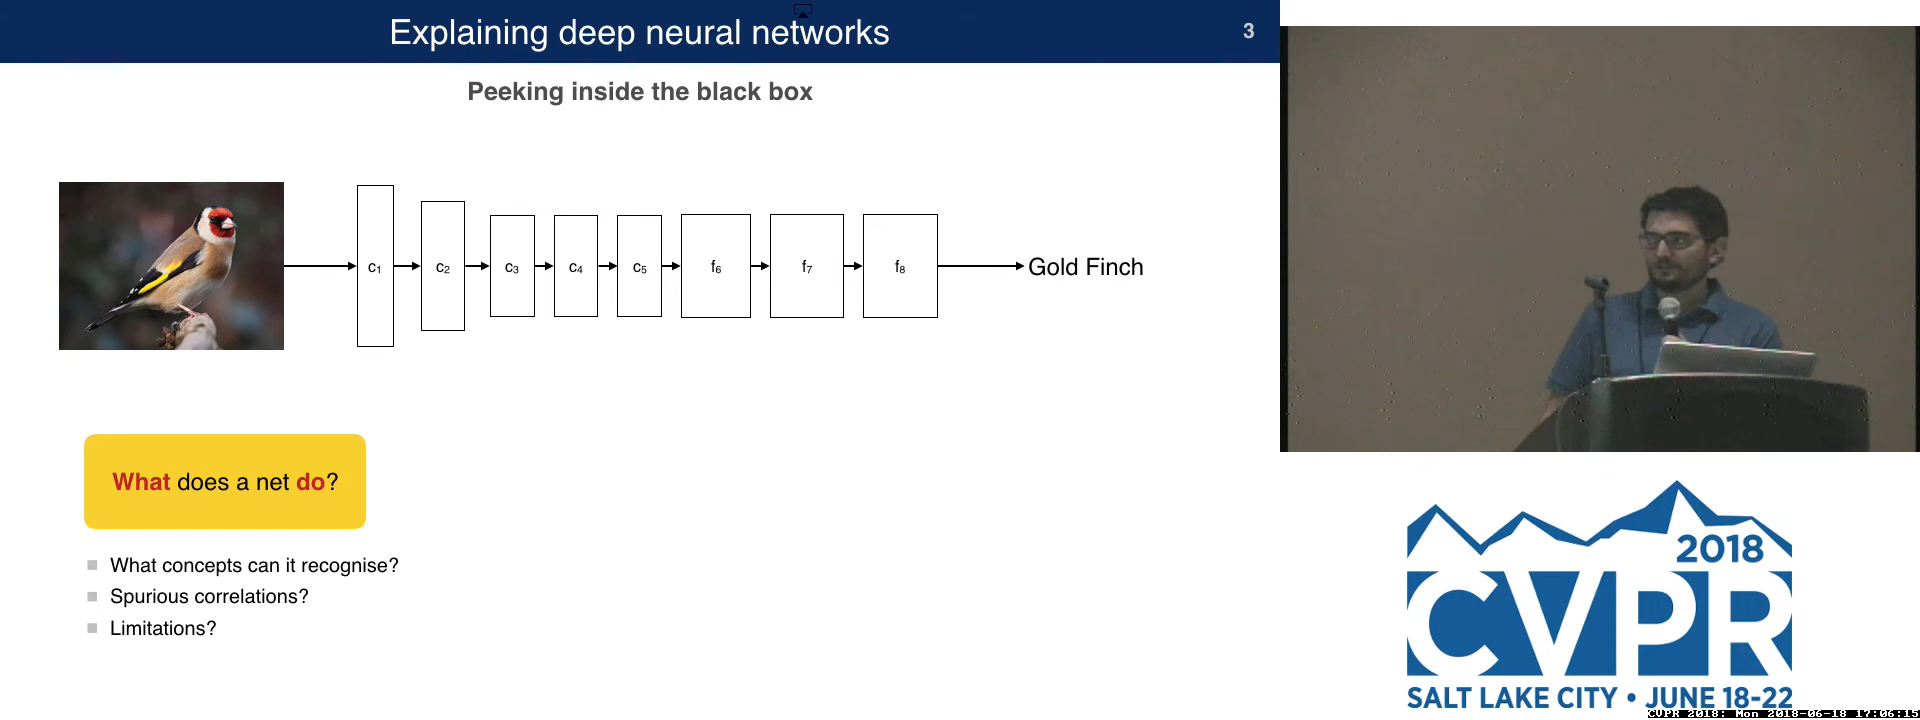 Explaining deep neural networks
3
Peeking inside the black box
c1
c2
c3
c4
c5
f6
f7
f8
Gold Finch
What does a net do?
What concepts can it recognise?
Spurious correlations?
Limitations?
2018
CVPR
SALT LAKE CITY • JUNE 18-22
CVPR 2018: Mon 2018-06-18 17:06:15